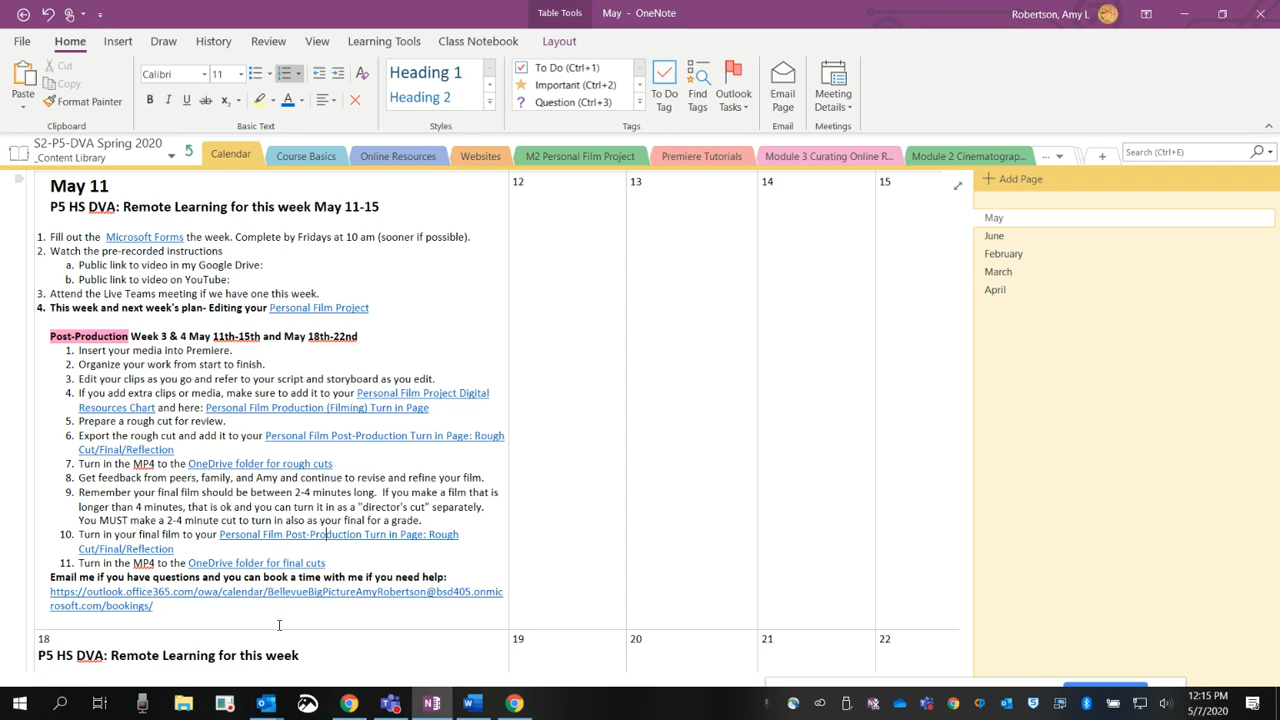 Table Tools May - OneNote Robertson, Amy L
File Home Insert Draw History Review View Learning Tools Class Notebook Layout
Paste Cut Copy Format Painter
Calibri 11
B I U ab x₂ A
Heading 1
Heading 2
To Do (Ctrl+1)
Important (Ctrl+2)
? Question (Ctrl+3)
To Do Tag
Find Tags
Outlook Tasks
Email Page
Meeting Details
Clipboard Basic Text Styles Tags Email Meetings
S2-P5-DVA Spring 2020
_Content Library
Calendar Course Basics Online Resources Websites M2 Personal Film Project Premiere Tutorials Module 3 Curating Online R... Module 2 Cinematograp... ... Search (Ctrl+E)
May 11 12 13 14 15
P5 HS DVA: Remote Learning for this week May 11-15
1. Fill out the Microsoft Forms the week. Complete by Fridays at 10 am (sooner if possible).
2. Watch the pre-recorded instructions
a. Public link to video in my Google Drive:
b. Public link to video on YouTube:
3. Attend the Live Teams meeting if we have one this week.
4. This week and next week's plan- Editing your Personal Film Project
Post-Production Week 3 & 4 May 11th-15th and May 18th-22nd
1. Insert your media into Premiere.
2. Organize your work from start to finish.
3. Edit your clips as you go and refer to your script and storyboard as you edit.
4. If you add extra clips or media, make sure to add it to your Personal Film Project Digital
Resources Chart and here: Personal Film Production (Filming) Turn in Page
5. Prepare a rough cut for review.
6. Export the rough cut and add it to your Personal Film Post-Production Turn in Page: Rough
Cut/Final/Reflection
7. Turn in the MP4 to the OneDrive folder for rough cuts
8. Get feedback from peers, family, and Amy and continue to revise and refine your film.
9. Remember your final film should be between 2-4 minutes long. If you make a film that is
longer than 4 minutes, that is ok and you can turn it in as a "director's cut" separately.
You MUST make a 2-4 minute cut to turn in also as your final for a grade.
10. Turn in your final film to your Personal Film Post-Production Turn in Page: Rough
Cut/Final/Reflection
11. Turn in the MP4 to the OneDrive folder for final cuts
Email me if you have questions and you can book a time with me if you need help:
https://outlook.office365.com/owa/calendar/BellevueBigPictureAmyRobertson@bsd405.onmic
rosoft.com/bookings/
18 19 20 21 22
P5 HS DVA: Remote Learning for this week
Add Page
May
June
February
March
April
12:15 PM
5/7/2020